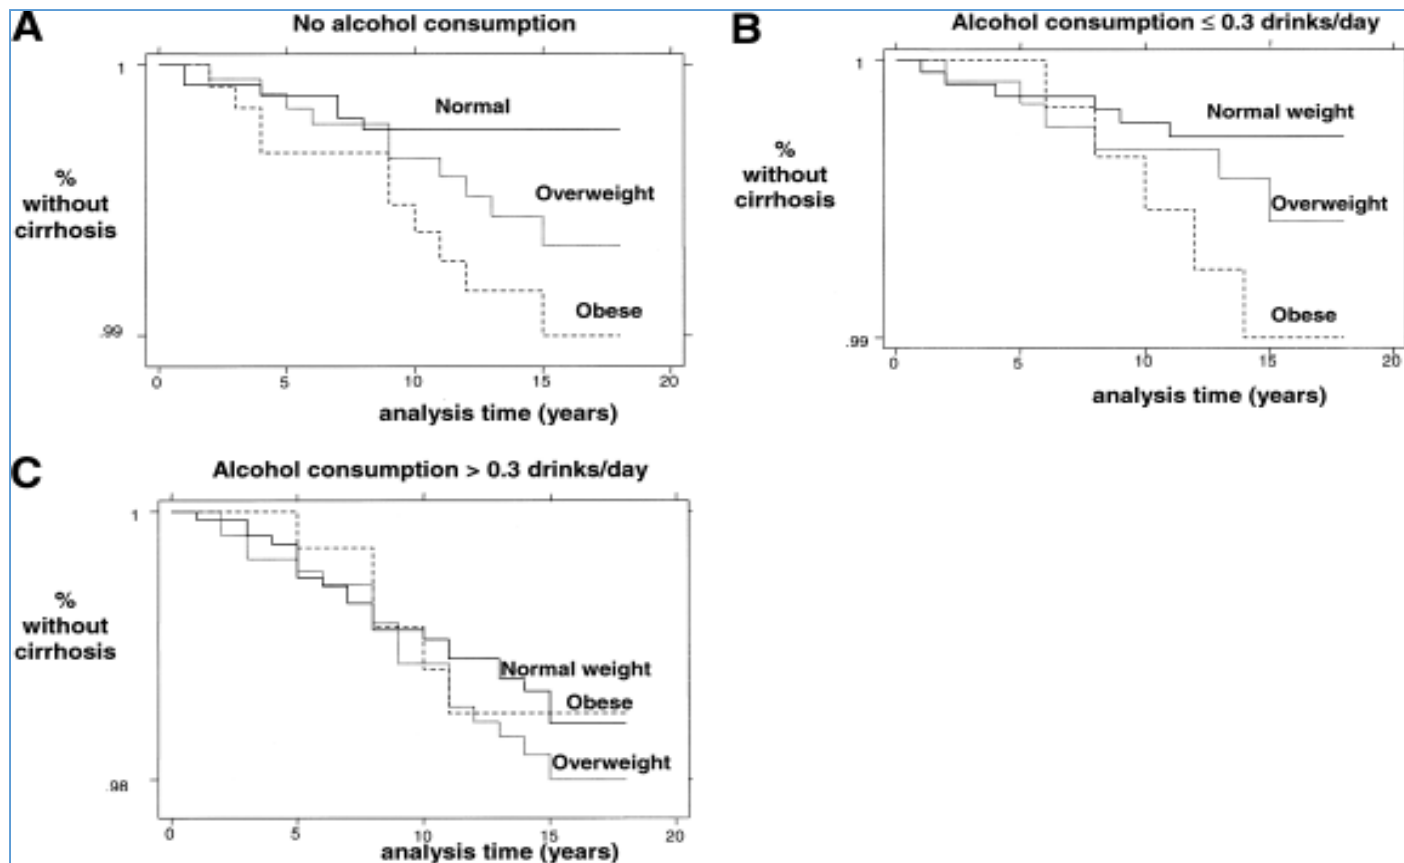 A
No alcohol consumption
1
Normal
%
without
cirrhosis
Overweight
Obese
.99
0 5 10 15 20
analysis time (years)
B
Alcohol consumption ≤ 0.3 drinks/day
1
Normal weight
%
without
cirrhosis
Overweight
Obese
.99
0 5 10 15 20
analysis time (years)
C
Alcohol consumption > 0.3 drinks/day
1
%
without
cirrhosis
Normal weight
Obese
Overweight
.98
0 5 10 15 20
analysis time (years)